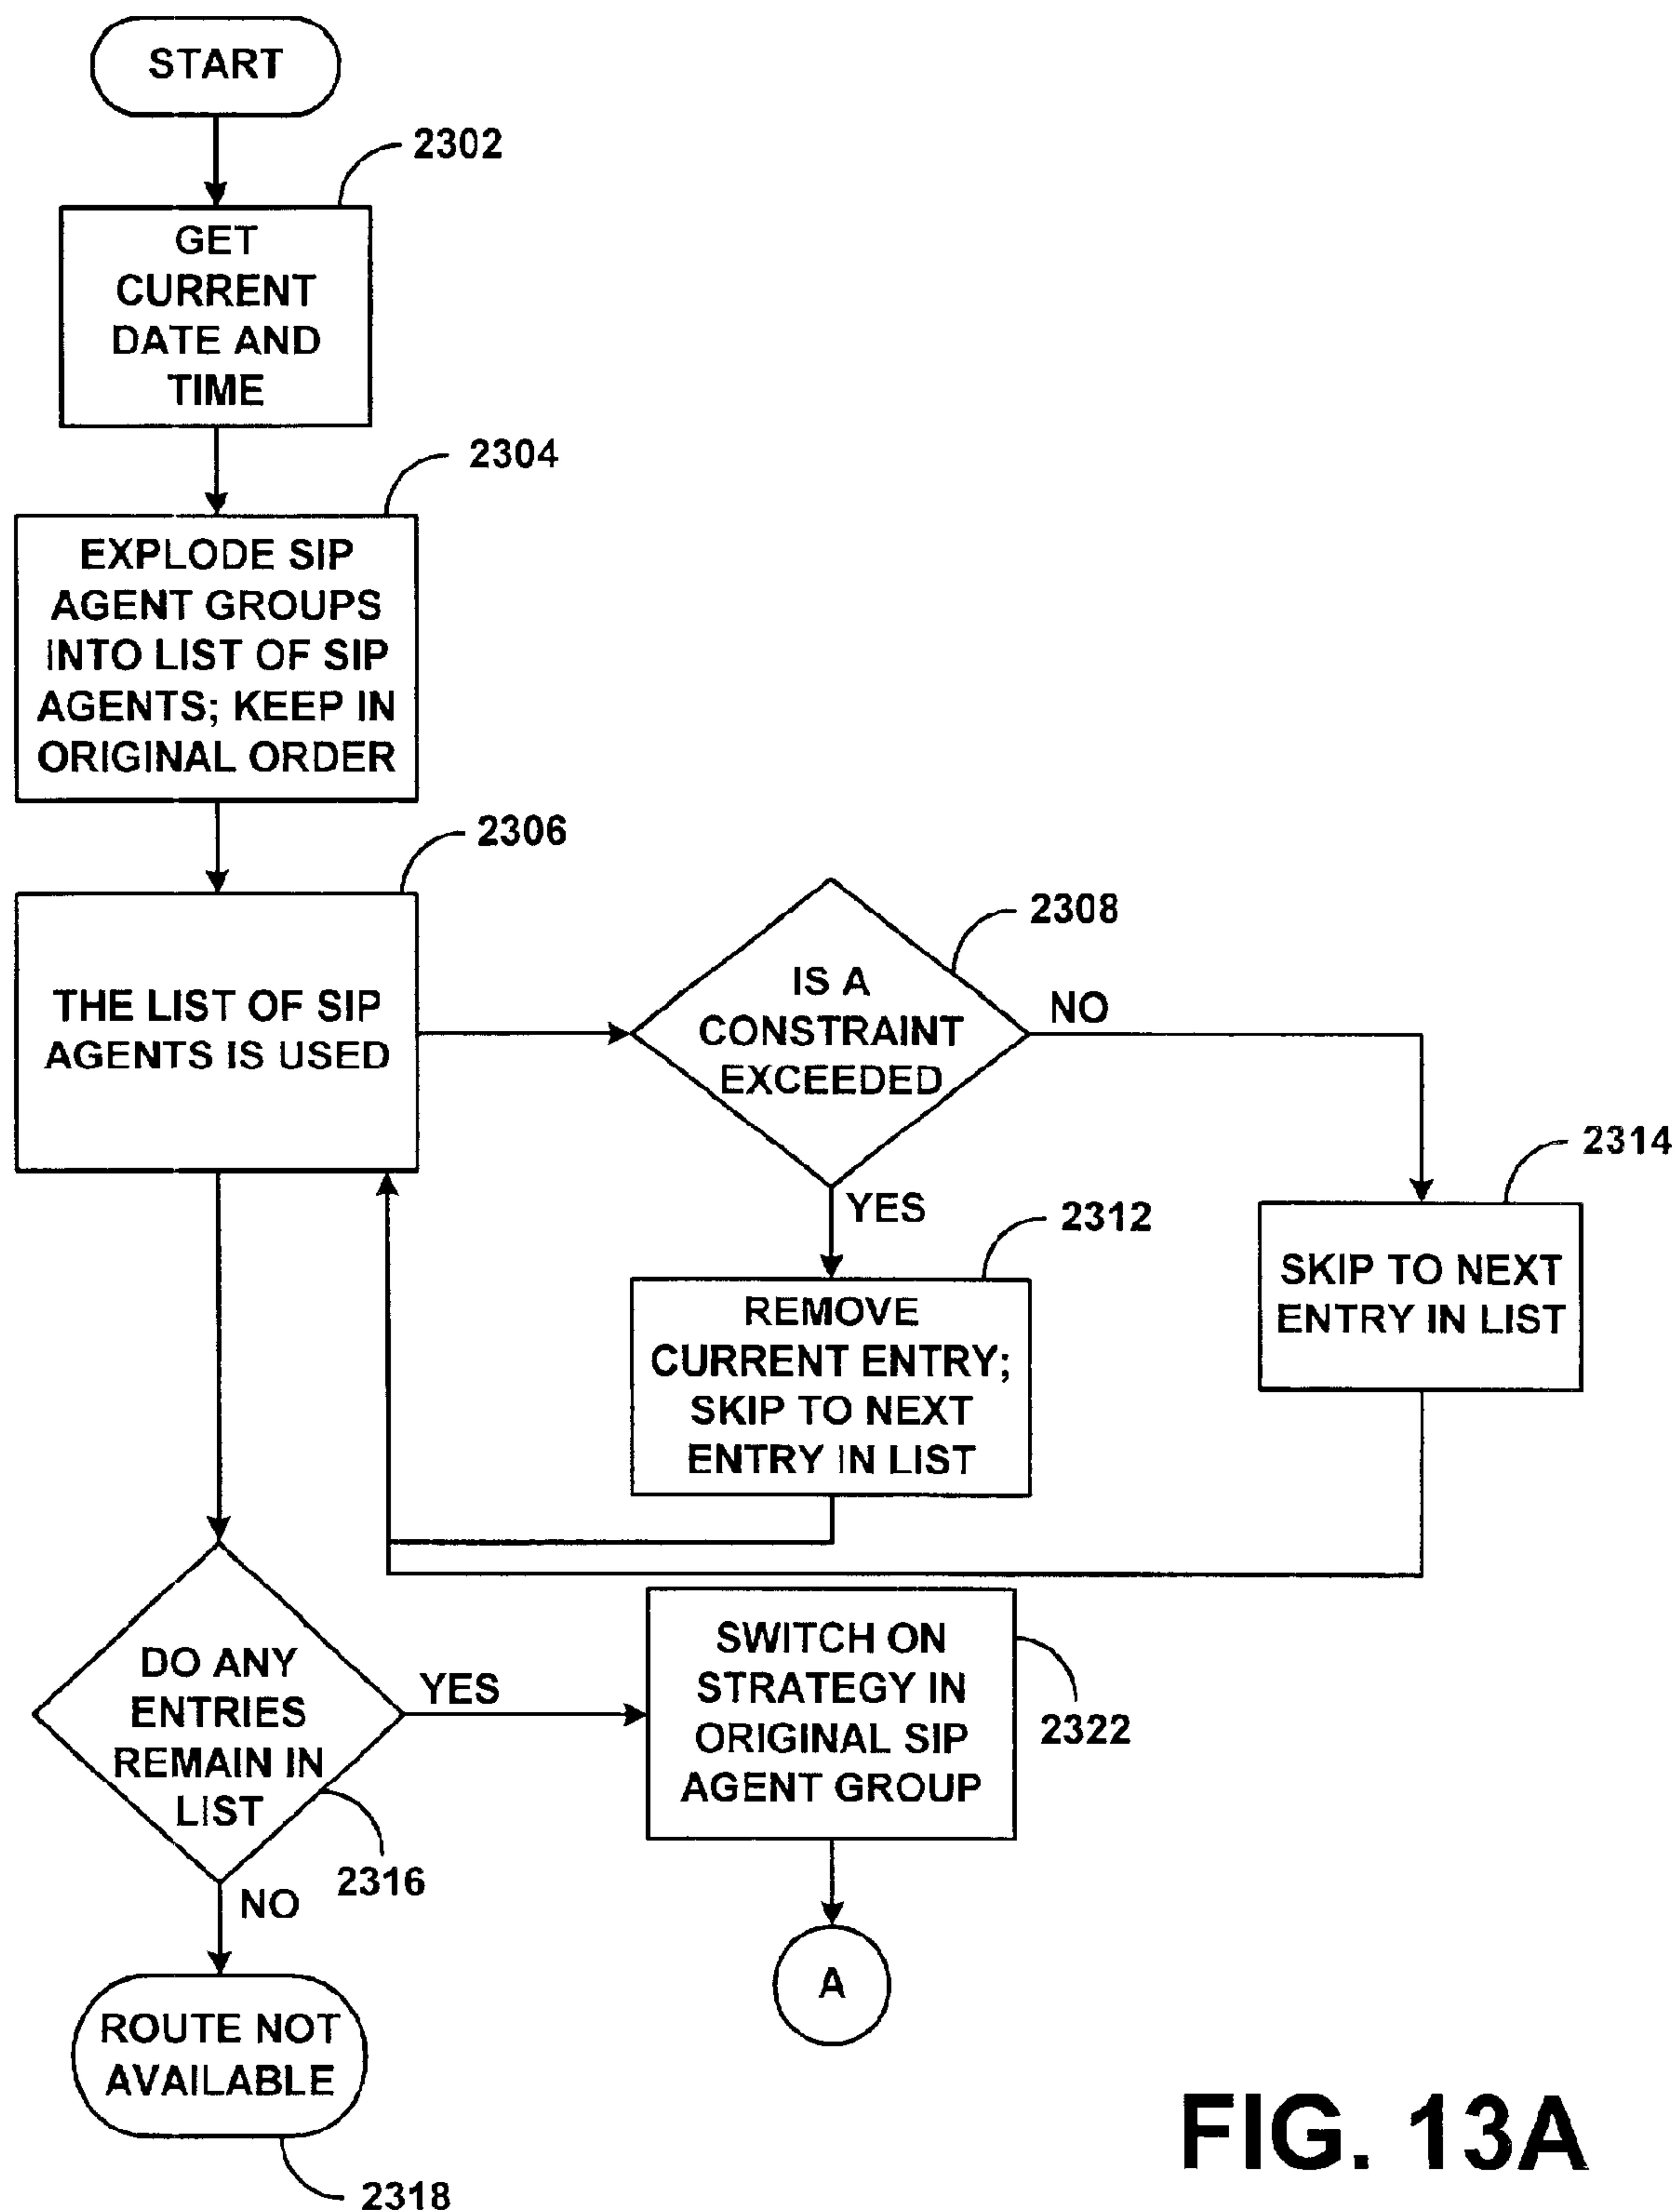 START
2302
GET
CURRENT
DATE AND
TIME
2304
EXPLODE SIP
AGENT GROUPS
INTO LIST OF SIP
AGENTS; KEEP IN
ORIGINAL ORDER
2306
THE LIST OF SIP
AGENTS IS USED
2308
IS A
CONSTRAINT
EXCEEDED
NO
YES
2314
SKIP TO NEXT
ENTRY IN LIST
2312
REMOVE
CURRENT ENTRY;
SKIP TO NEXT
ENTRY IN LIST
DO ANY
ENTRIES
REMAIN IN
LIST
2316
YES
NO
SWITCH ON
STRATEGY IN
ORIGINAL SIP
AGENT GROUP
2322
A
ROUTE NOT
AVAILABLE
2318
FIG. 13A